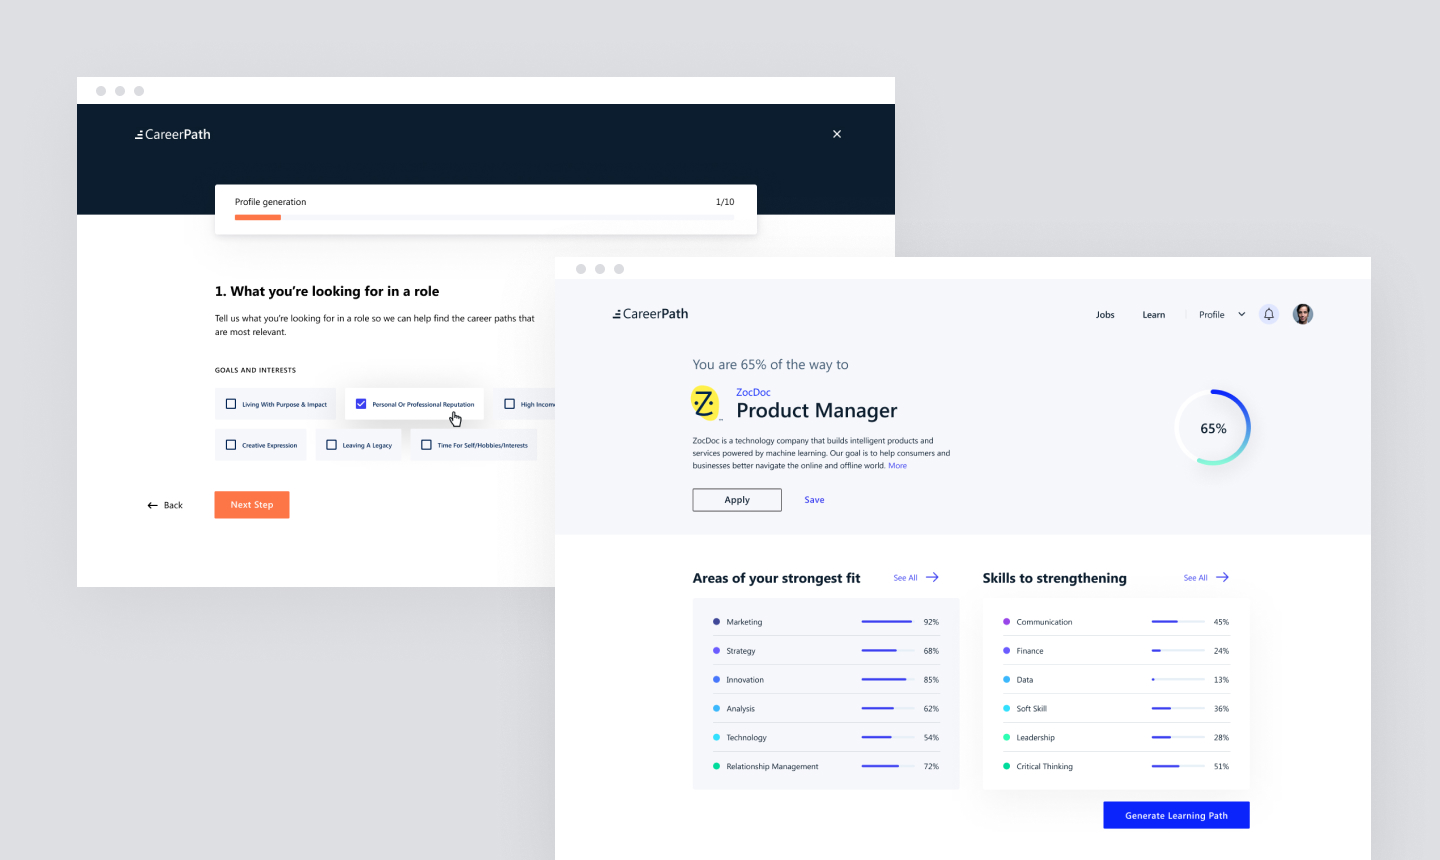 CareerPath
Profile generation
1/10
1. What you're looking for in a role
Tell us what you're looking for in a role so we can help find the career paths that
are most relevant.
GOALS AND INTERESTS
Living With Purpose & Impact
Personal Or Professional Reputation
High Income
Creative Expression
Leaving A Legacy
Time For Self/Hobbies/Interests
Back
Next Step
CareerPath
Jobs
Learn
Profile
You are 65% of the way to
ZocDoc
Product Manager
ZocDoc is a technology company that builds intelligent products and
services powered by machine learning. Our goal is to help consumers and
businesses better navigate the online and offline world. More
Apply
Save
65%
Areas of your strongest fit
See All
Marketing 92%
Strategy 68%
Innovation 85%
Analysis 62%
Technology 54%
Relationship Management 72%
Skills to strengthening
See All
Communication 45%
Finance 24%
Data 13%
Soft Skill 36%
Leadership 28%
Critical Thinking 51%
Generate Learning Path